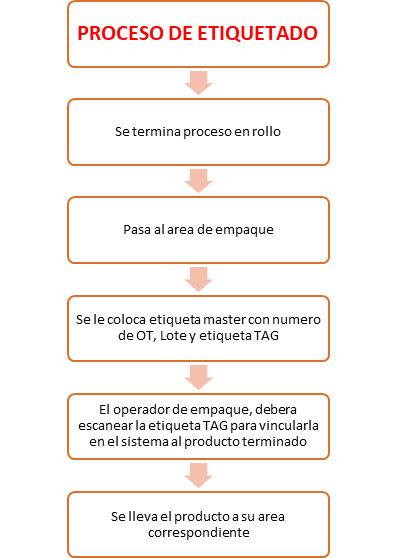 PROCESO DE ETIQUETADO
Se termina proceso en rollo
Pasa al area de empaque
Se le coloca etiqueta master con numero
de OT, Lote y etiqueta TAG
El operador de empaque, debera
escanear la etiqueta TAG para vincularla
en el sistema al producto terminado
Se lleva el producto a su area
correspondiente